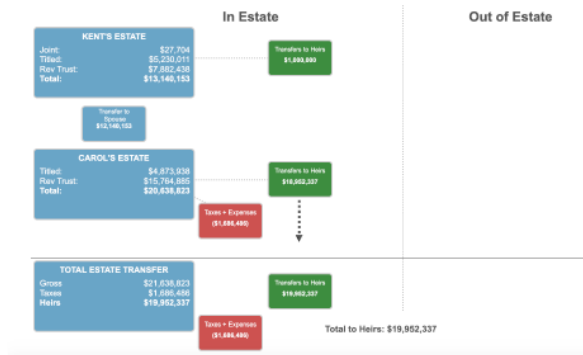 In Estate
Out of Estate
KENT'S ESTATE
Joint: $27,704
Titled: $5,230,011
Rev Trust: $7,882,438
Total: $13,140,153
Transfers to Heirs
Transfer to
Spouse
$12,140,153
CAROL'S ESTATE
Titled: $4,873,938
Rev Trust: $15,764,885
Total: $20,638,823
Transfers to Heirs
$18,952,337
Taxes + Expenses
($1,686,486)
TOTAL ESTATE TRANSFER
Gross $21,638,823
Taxes $1,686,486
Heirs $19,952,337
Transfers to Heirs
$19,952,337
Taxes + Expenses
($1,686,486)
Total to Heirs: $19,952,337